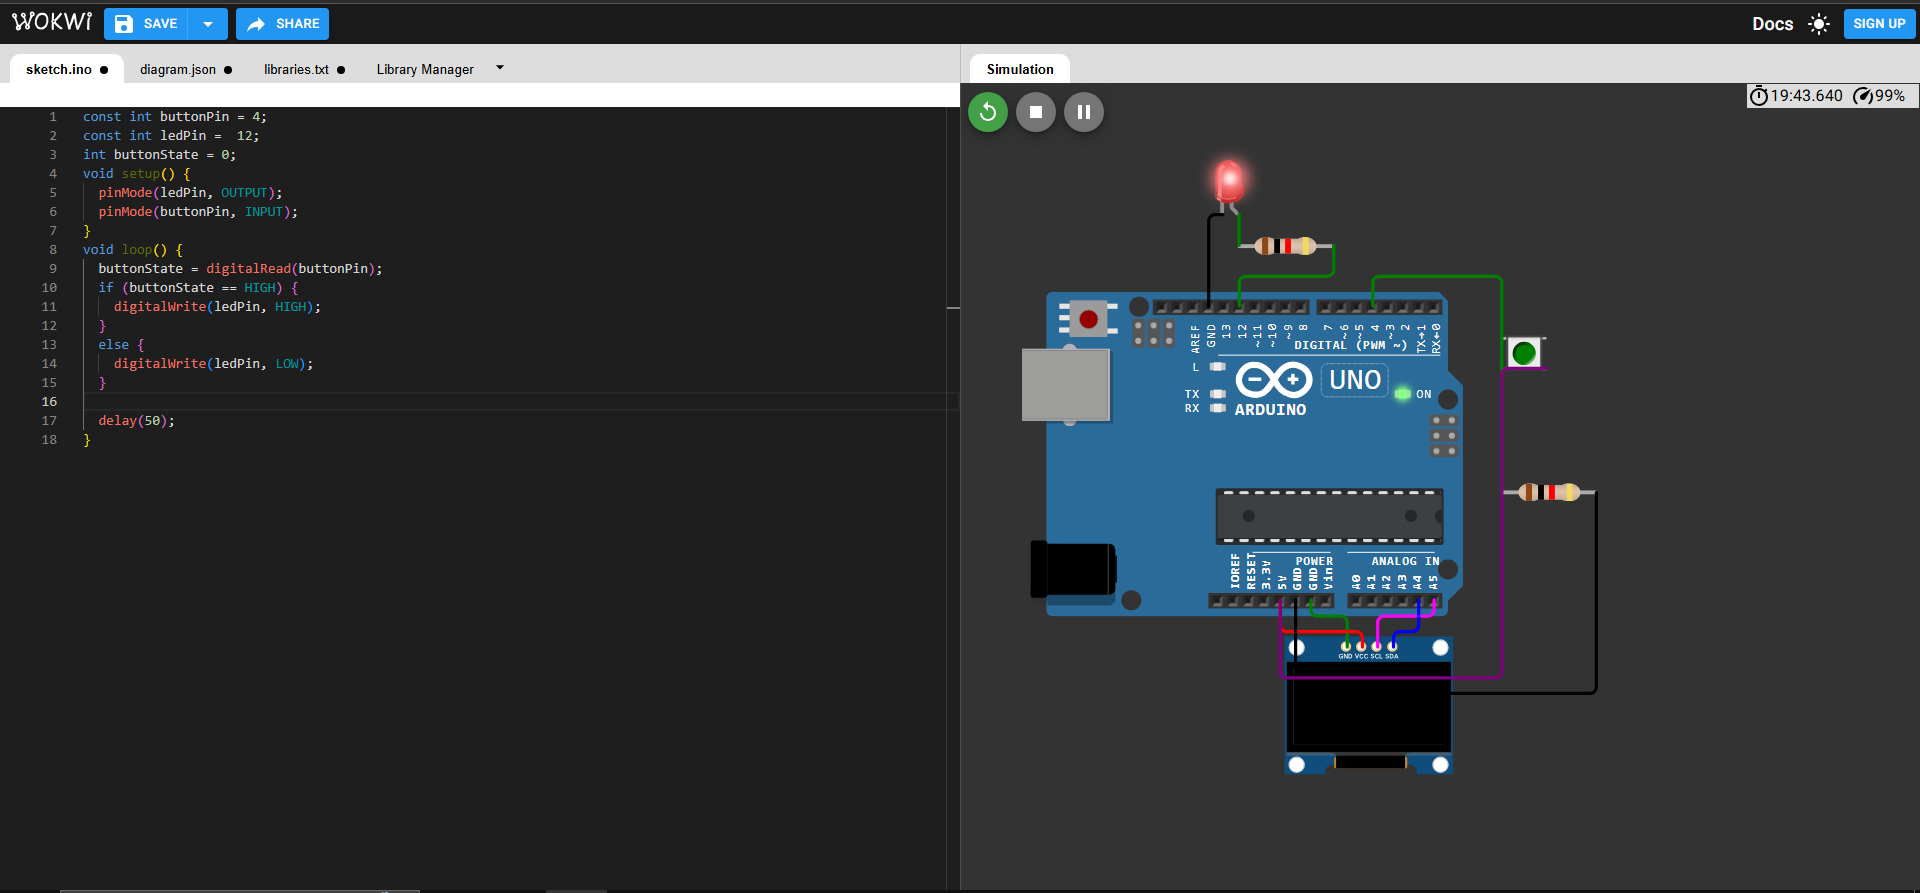 WOKWI
SAVE
SHARE
Docs
SIGN UP
sketch.ino
diagram.json
libraries.txt
Library Manager
Simulation
19:43.640
99%
1 const int buttonPin = 4;
2 const int ledPin =  12;
3 int buttonState = 0;
4 void setup() {
5   pinMode(ledPin, OUTPUT);
6   pinMode(buttonPin, INPUT);
7 }
8 void loop() {
9   buttonState = digitalRead(buttonPin);
10   if (buttonState == HIGH) {
11     digitalWrite(ledPin, HIGH);
12   }
13   else {
14     digitalWrite(ledPin, LOW);
15   }
16
17   delay(50);
18 }
AREF GND 13 12 ~11 ~10 ~9 8 7 ~6 ~5 4 ~3 2 TX→1 RX←0
DIGITAL (PWM ~)
L
TX
RX
UNO
ON
ARDUINO
POWER
ANALOG IN
IOREF RESET 3.3V 5V GND GND Vin A0 A1 A2 A3 A4 A5
GND VCC SCL SDA